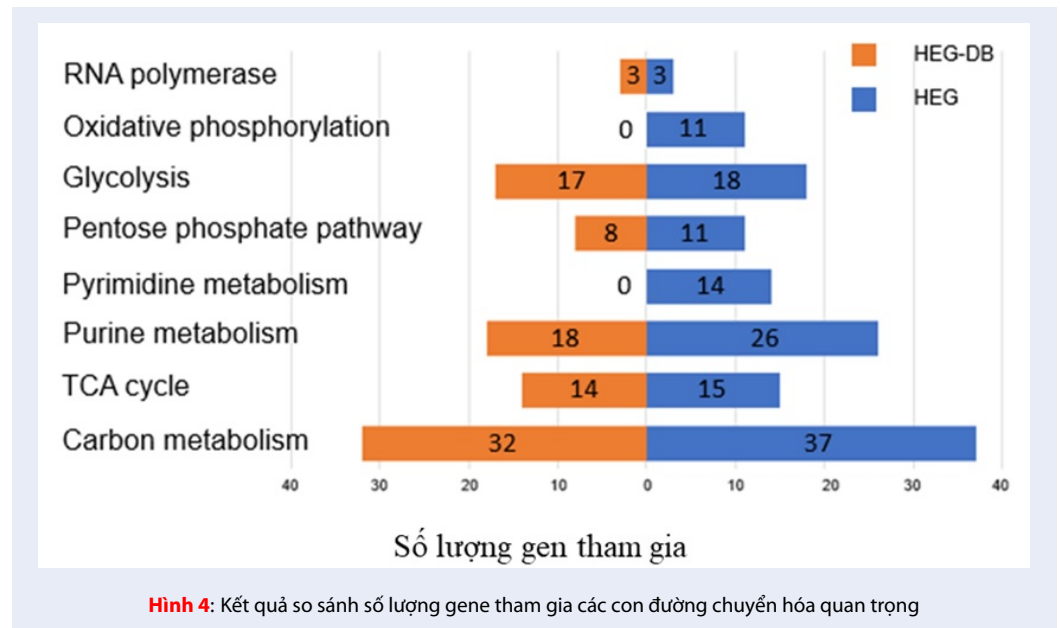 HEG-DB
HEG
RNA polymerase 3 3
Oxidative phosphorylation 0 11
Glycolysis 17 18
Pentose phosphate pathway 8 11
Pyrimidine metabolism 0 14
Purine metabolism 18 26
TCA cycle 14 15
Carbon metabolism 32 37
40 30 20 10 0 10 20 30 40
Số lượng gen tham gia
Hình 4: Kết quả so sánh số lượng gene tham gia các con đường chuyển hóa quan trọng